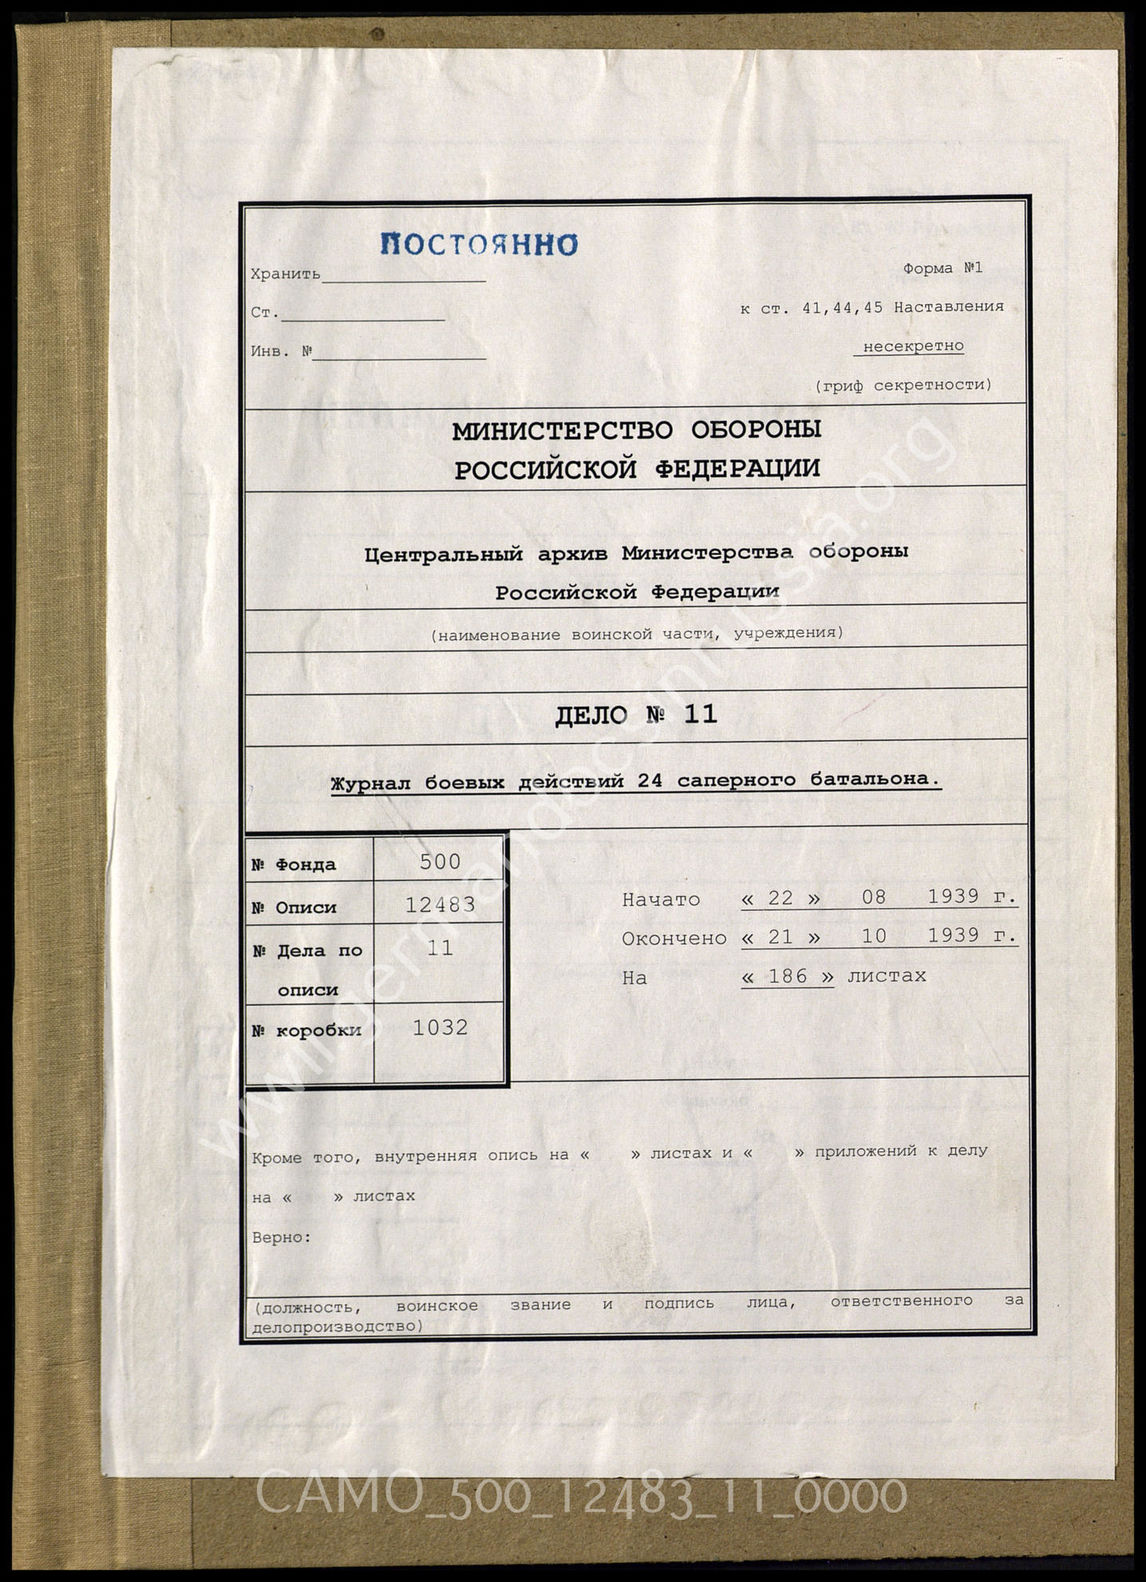 ПОСТОЯННО
Хранить
Форма №1
Ст.
к ст. 41,44,45 Наставления
Инв. №
несекретно
(гриф секретности)
МИНИСТЕРСТВО ОБОРОНЫ
РОССИЙСКОЙ ФЕДЕРАЦИИ
Центральный архив Министерства обороны
Российской Федерации
(наименование воинской части, учреждения)
ДЕЛО № 11
Журнал боевых действий 24 саперного батальона.
№ Фонда 500
№ Описи 12483
№ Дела по описи 11
№ коробки 1032
Начато « 22 » 08 1939 г.
Окончено « 21 » 10 1939 г.
На « 186 » листах
Кроме того, внутренняя опись на « » листах и « » приложений к делу
на « » листах
Верно:
(должность, воинское звание и подпись лица, ответственного за
делопроизводство)
www.germandocsinrussia.org
CAMO_500_12483_11_0000